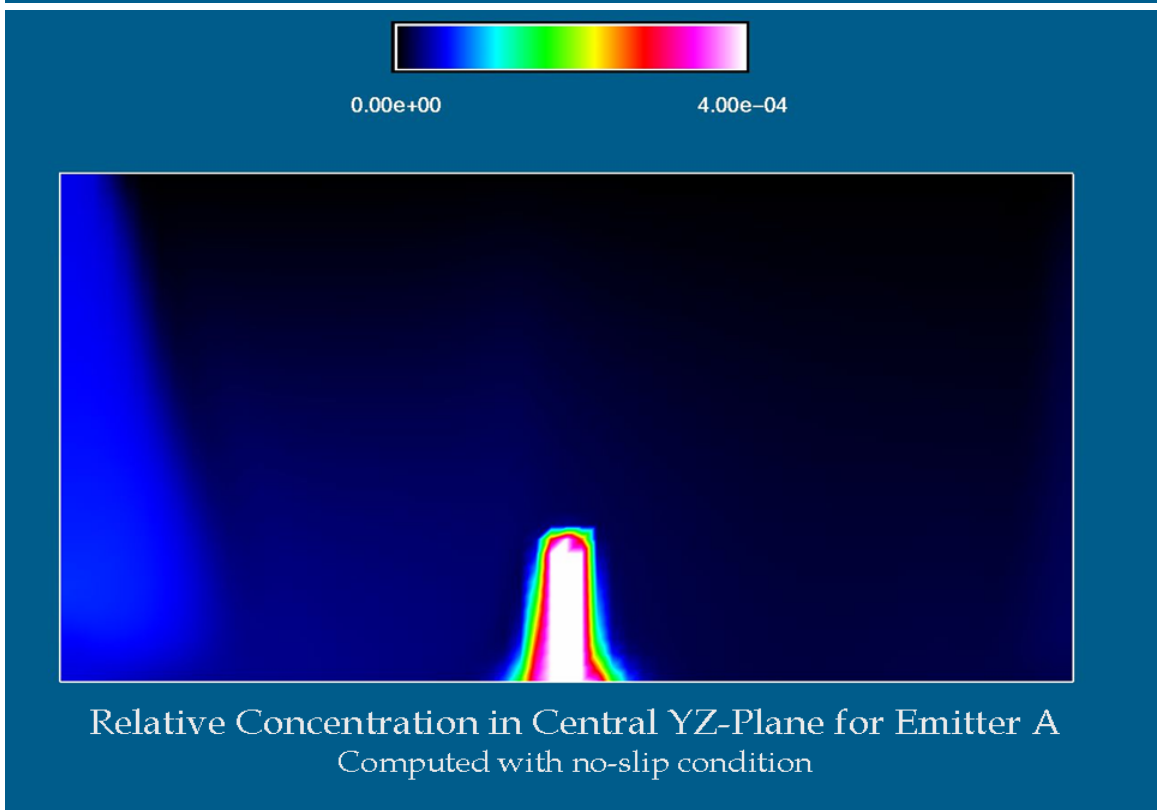 0.00e+00 4.00e−04
Relative Concentration in Central YZ-Plane for Emitter A
Computed with no-slip condition